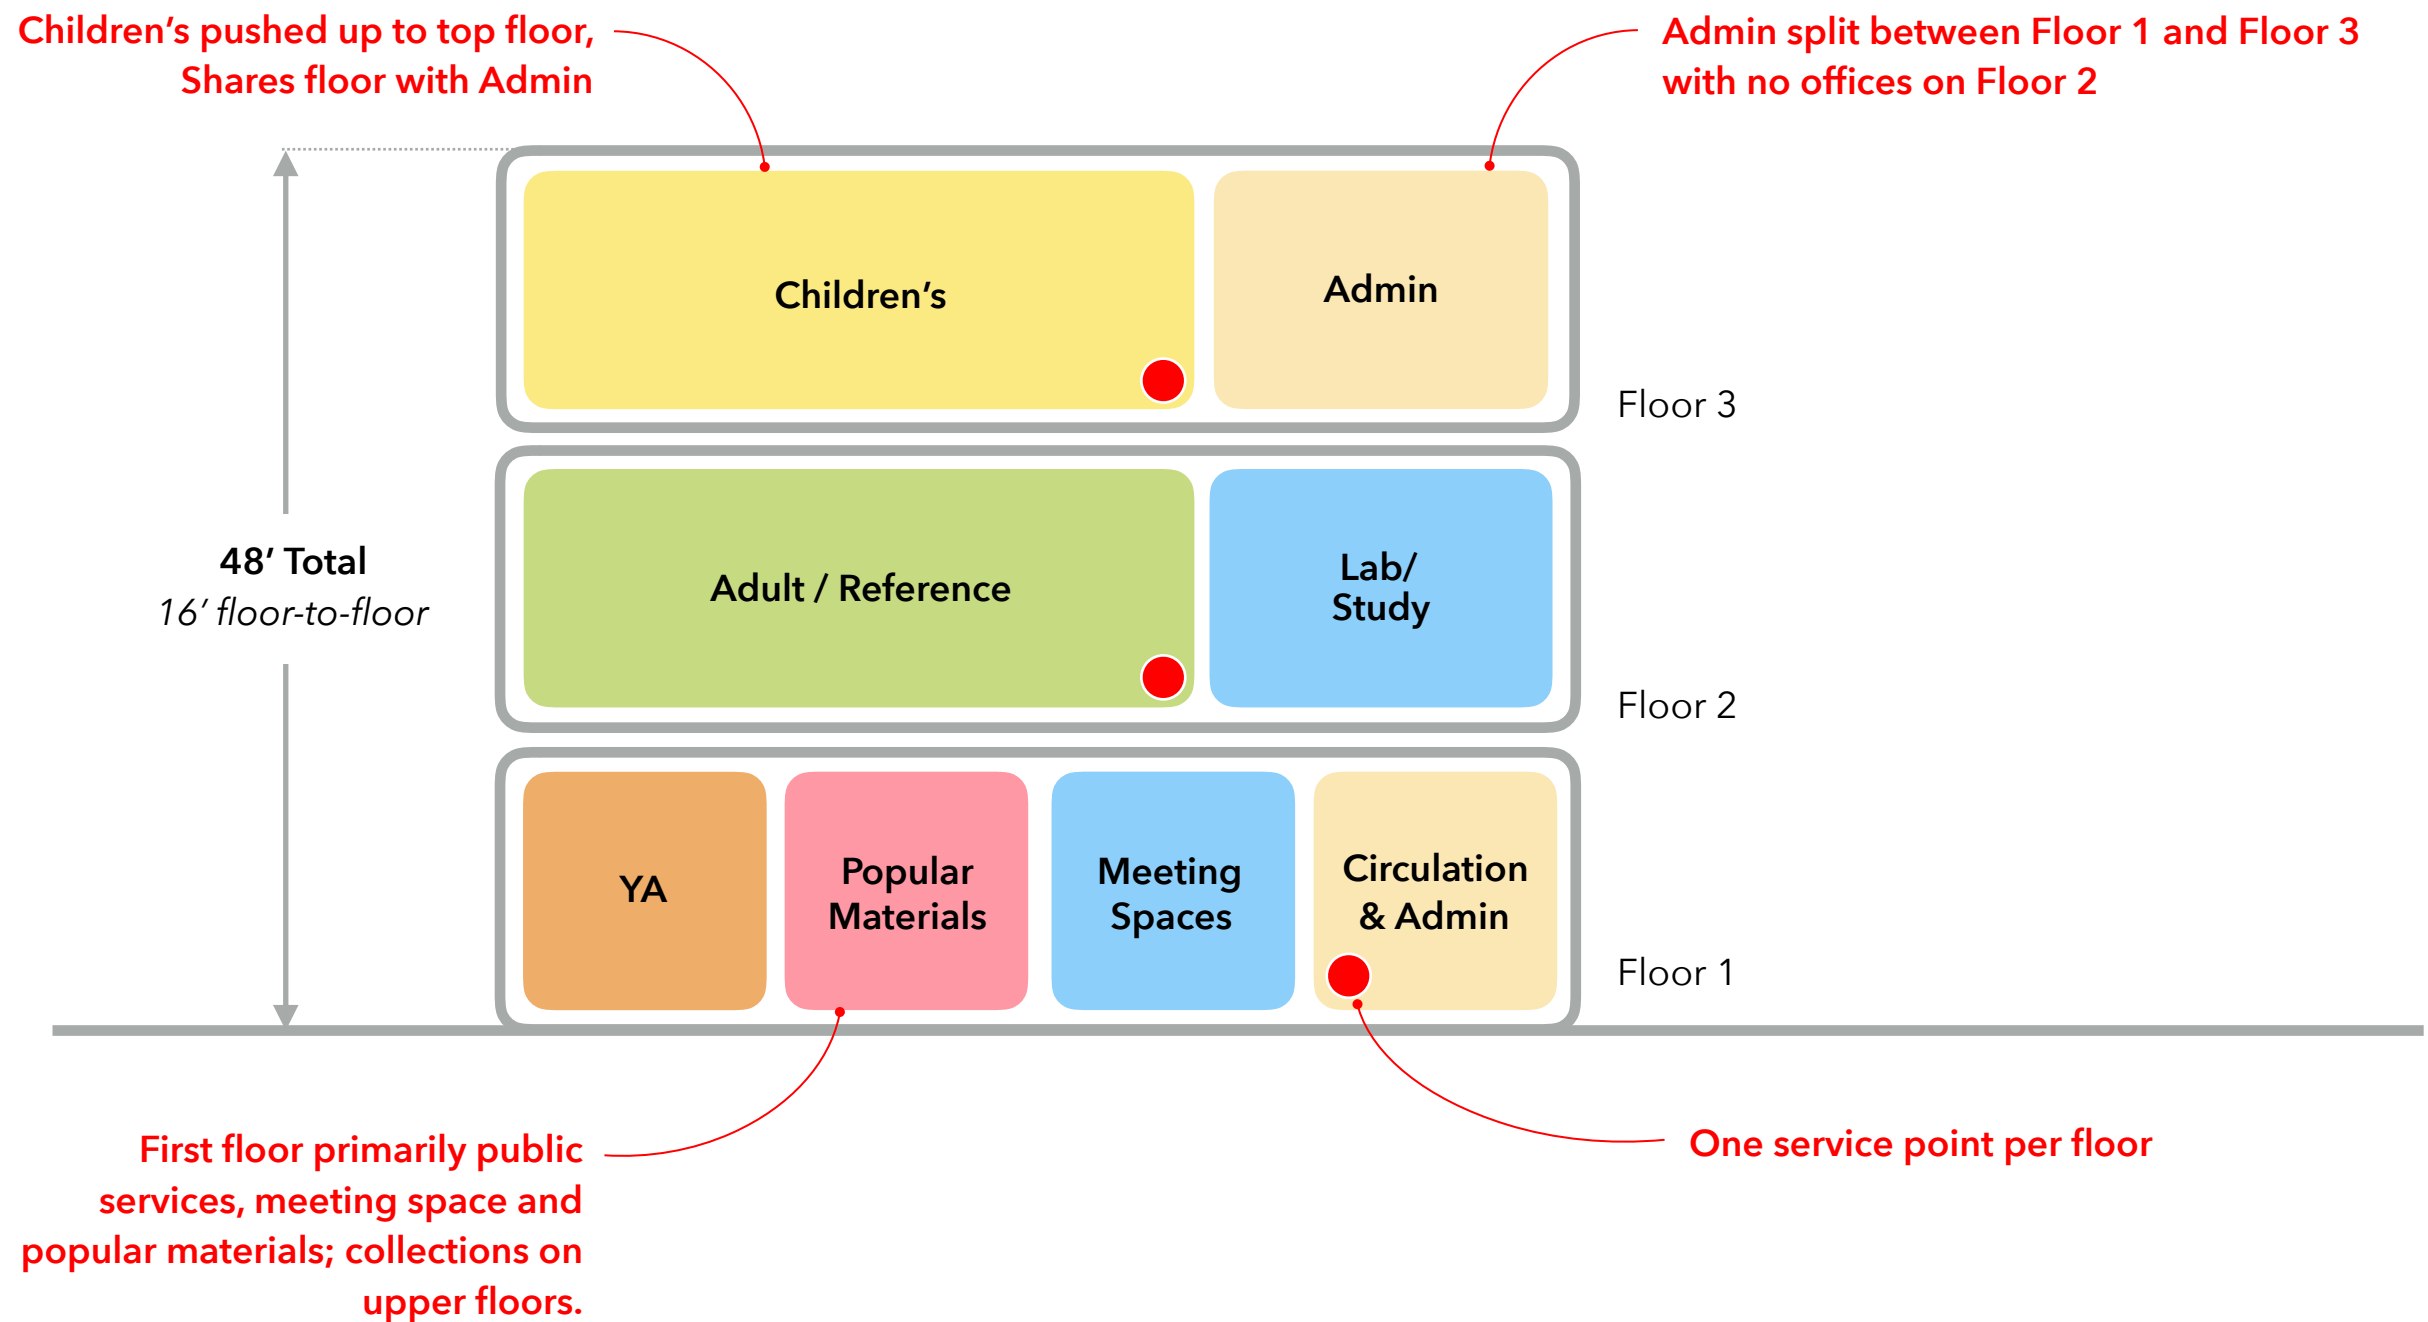 Children’s pushed up to top floor,
Shares floor with Admin
Admin split between Floor 1 and Floor 3
with no offices on Floor 2
Children’s
Admin
Floor 3
48’ Total
16’ floor-to-floor
Adult / Reference
Lab/
Study
Floor 2
YA
Popular
Materials
Meeting
Spaces
Circulation
& Admin
Floor 1
First floor primarily public
services, meeting space and
popular materials; collections on
upper floors.
One service point per floor